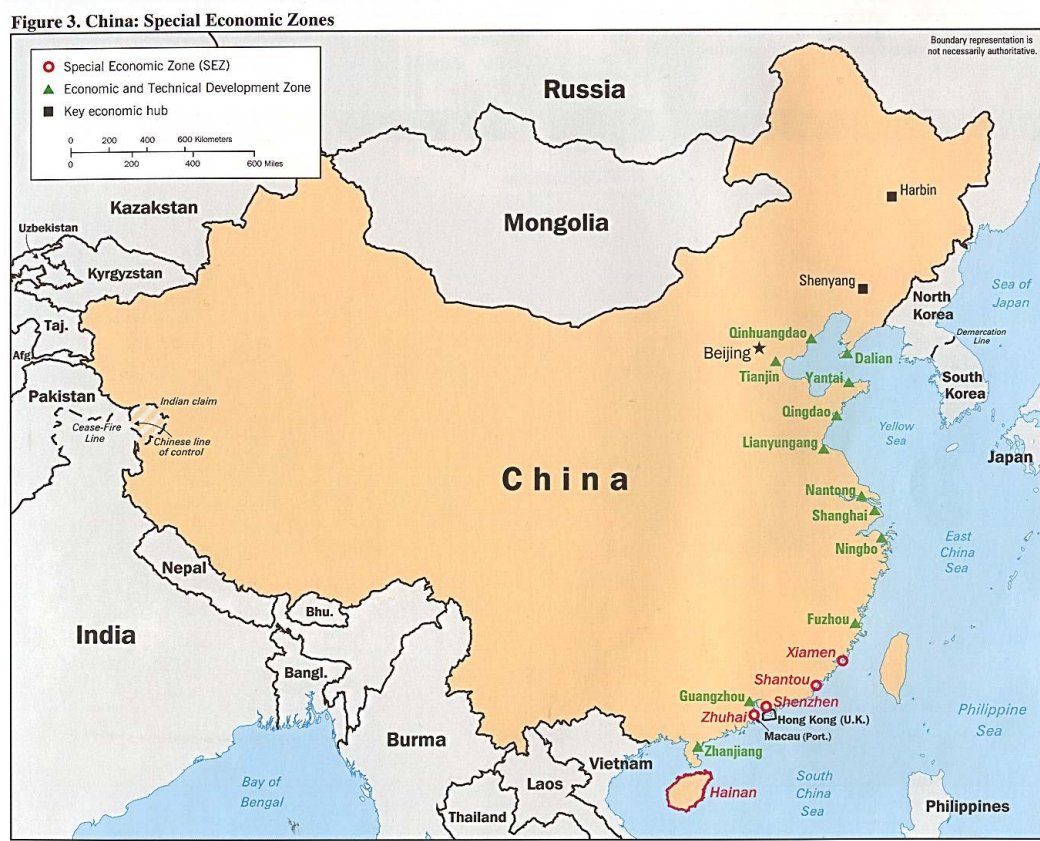 Figure 3. China: Special Economic Zones
Boundary representation is
not necessarily authoritative.
Special Economic Zone (SEZ)
Economic and Technical Development Zone
Key economic hub
0 200 400 600 Kilometers
0 200 400 600 Miles
Russia
Kazakstan
Mongolia
Harbin
Uzbekistan
Kyrgyzstan
Shenyang
Sea of
Japan
North
Korea
Taj.
Afg.
Qinhuangdao
Beijing
Dalian
Demarcation
Line
Tianjin
Yantai
South
Korea
Pakistan
Indian claim
Cease-Fire
Line
Chinese line
of control
Qingdao
Yellow
Sea
Lianyungang
Japan
China
Nantong
Shanghai
Ningbo
East
China
Sea
Nepal
Bhu.
India
Fuzhou
Xiamen
Bangl.
Shantou
Guangzhou
Shenzhen
Zhuhai
Hong Kong (U.K.)
Macau (Port.)
Philippine
Sea
Burma
Zhanjiang
Vietnam
Laos
Hainan
Bay of
Bengal
South
China
Sea
Thailand
Philippines